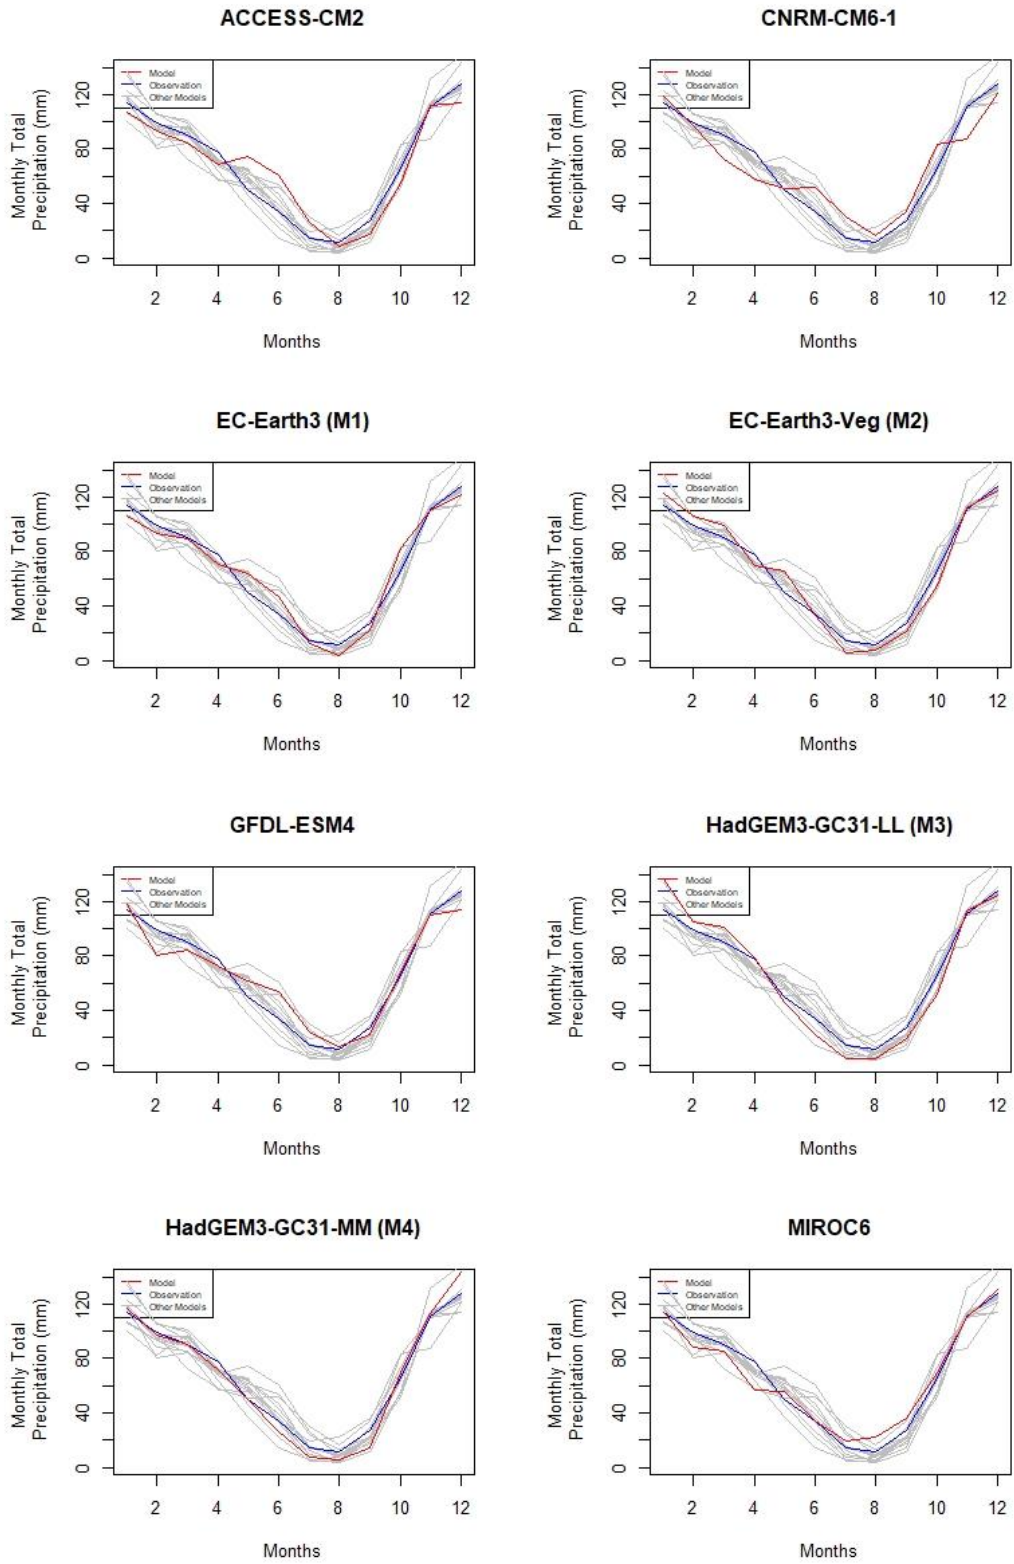 ACCESS-CM2
Monthly Total
Precipitation (mm)
120
80
40
0
Model
Observation
Other Models
2 4 6 8 10 12
Months
CNRM-CM6-1
Monthly Total
Precipitation (mm)
120
80
40
0
Model
Observation
Other Models
2 4 6 8 10 12
Months
EC-Earth3 (M1)
Monthly Total
Precipitation (mm)
120
80
40
0
Model
Observation
Other Models
2 4 6 8 10 12
Months
EC-Earth3-Veg (M2)
Monthly Total
Precipitation (mm)
120
80
40
0
Model
Observation
Other Models
2 4 6 8 10 12
Months
GFDL-ESM4
Monthly Total
Precipitation (mm)
120
80
40
0
Model
Observation
Other Models
2 4 6 8 10 12
Months
HadGEM3-GC31-LL (M3)
Monthly Total
Precipitation (mm)
120
80
40
0
Model
Observation
Other Models
2 4 6 8 10 12
Months
HadGEM3-GC31-MM (M4)
Monthly Total
Precipitation (mm)
120
80
40
0
Model
Observation
Other Models
2 4 6 8 10 12
Months
MIROC6
Monthly Total
Precipitation (mm)
120
80
40
0
Model
Observation
Other Models
2 4 6 8 10 12
Months